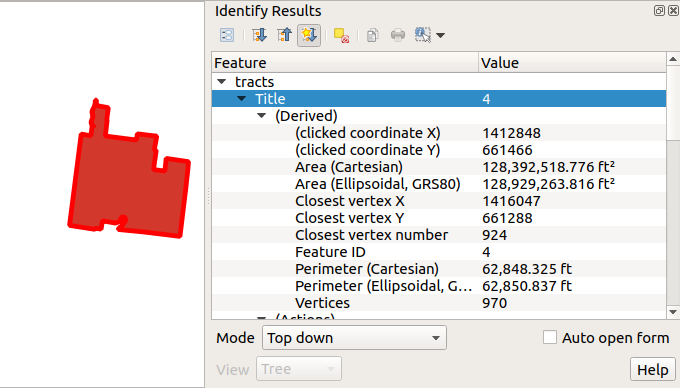 Identify Results
Feature Value
tracts
Title 4
(Derived)
(clicked coordinate X) 1412848
(clicked coordinate Y) 661466
Area (Cartesian) 128,392,518.776 ft²
Area (Ellipsoidal, GRS80) 128,929,263.816 ft²
Closest vertex X 1416047
Closest vertex Y 661288
Closest vertex number 924
Feature ID 4
Perimeter (Cartesian) 62,848.325 ft
Perimeter (Ellipsoidal, G... 62,850.837 ft
Vertices 970
(Actions)
Mode Top down Auto open form
View Tree Help